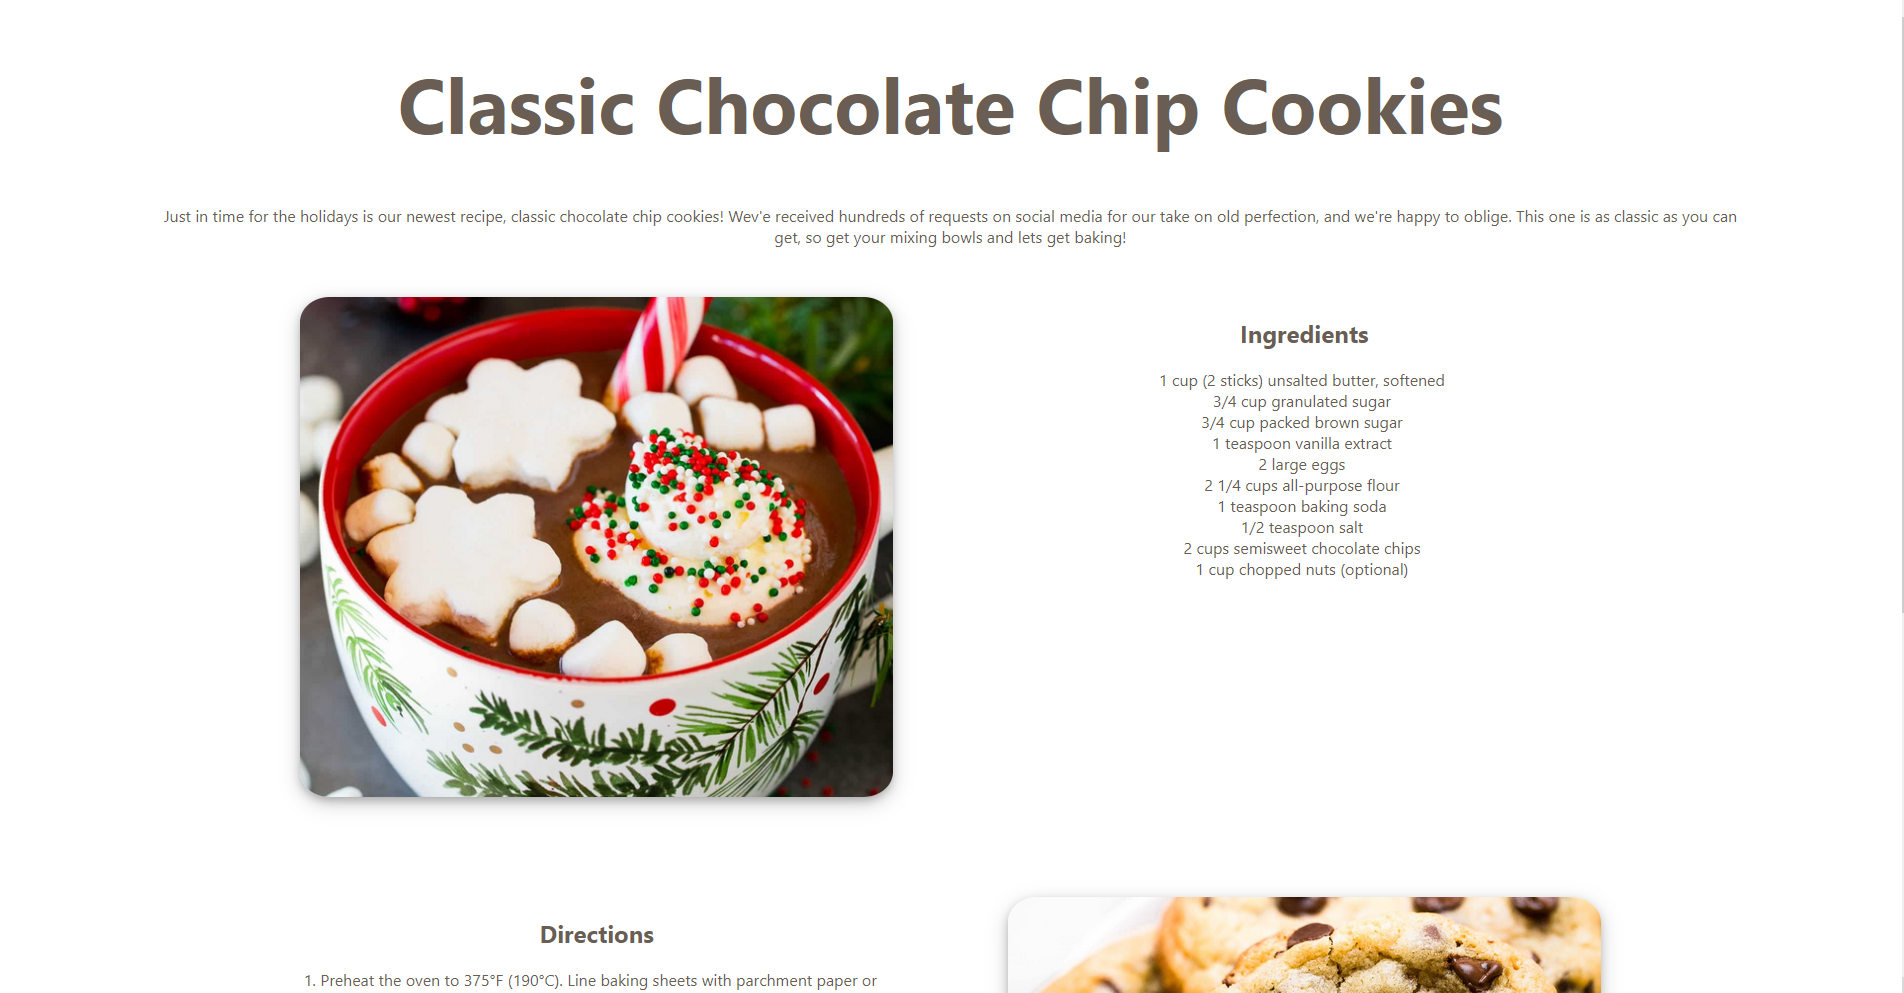 Classic Chocolate Chip Cookies
Just in time for the holidays is our newest recipe, classic chocolate chip cookies! Wev'e received hundreds of requests on social media for our take on old perfection, and we're happy to oblige. This one is as classic as you can
get, so get your mixing bowls and lets get baking!
Ingredients
1 cup (2 sticks) unsalted butter, softened
3/4 cup granulated sugar
3/4 cup packed brown sugar
1 teaspoon vanilla extract
2 large eggs
2 1/4 cups all-purpose flour
1 teaspoon baking soda
1/2 teaspoon salt
2 cups semisweet chocolate chips
1 cup chopped nuts (optional)
Directions
1. Preheat the oven to 375°F (190°C). Line baking sheets with parchment paper or